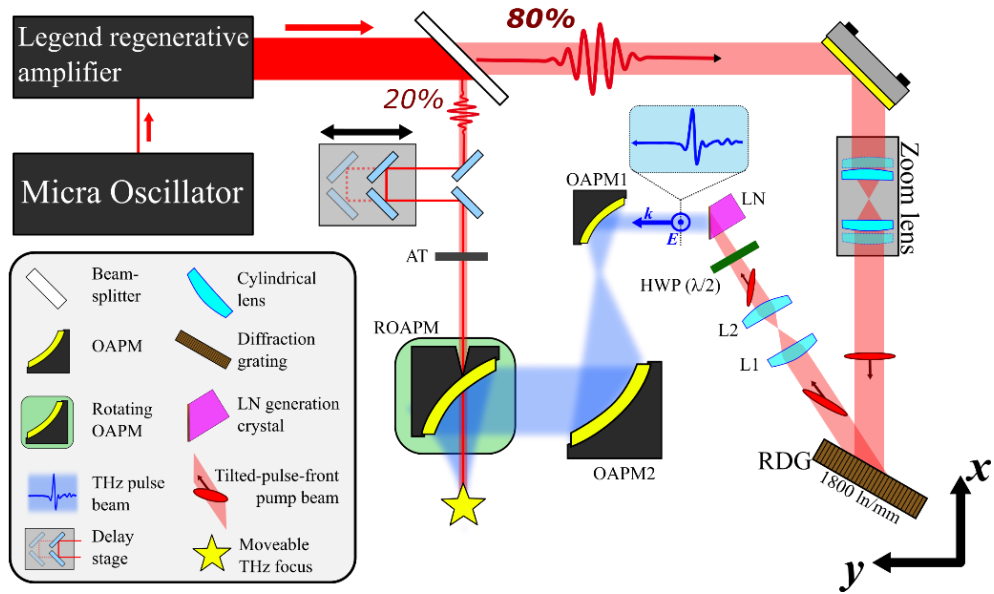 Legend regenerative
amplifier
80%
20%
Micra Oscillator
Zoom lens
OAPM1
LN
k
E
AT
HWP (λ/2)
L2
L1
ROAPM
OAPM2
RDG
1800 ln/mm
x
y
Beam-
splitter
Cylindrical
lens
OAPM
Diffraction
grating
Rotating
OAPM
LN generation
crystal
THz pulse
beam
Tilted-pulse-front
pump beam
Delay
stage
Moveable
THz focus